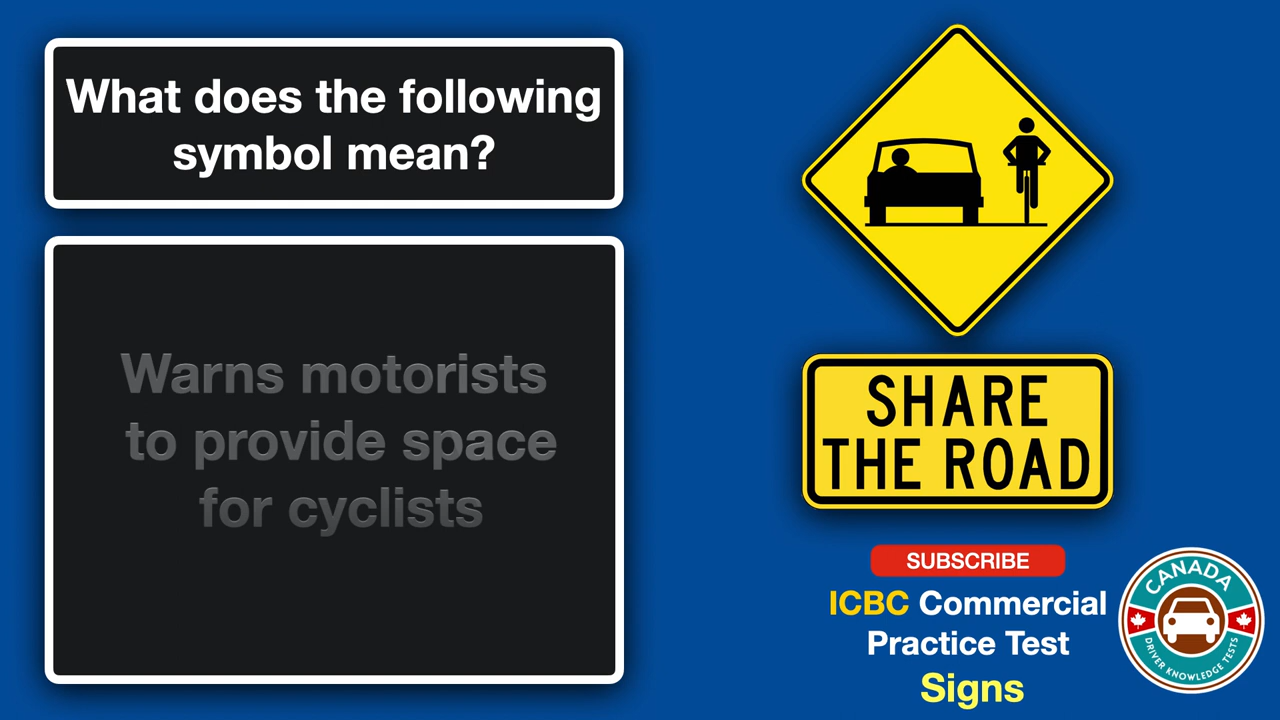 What does the following
symbol mean?
Warns motorists
to provide space
for cyclists
SHARE
THE ROAD
SUBSCRIBE
ICBC Commercial
Practice Test
Signs
CANADA
DRIVER KNOWLEDGE TESTS